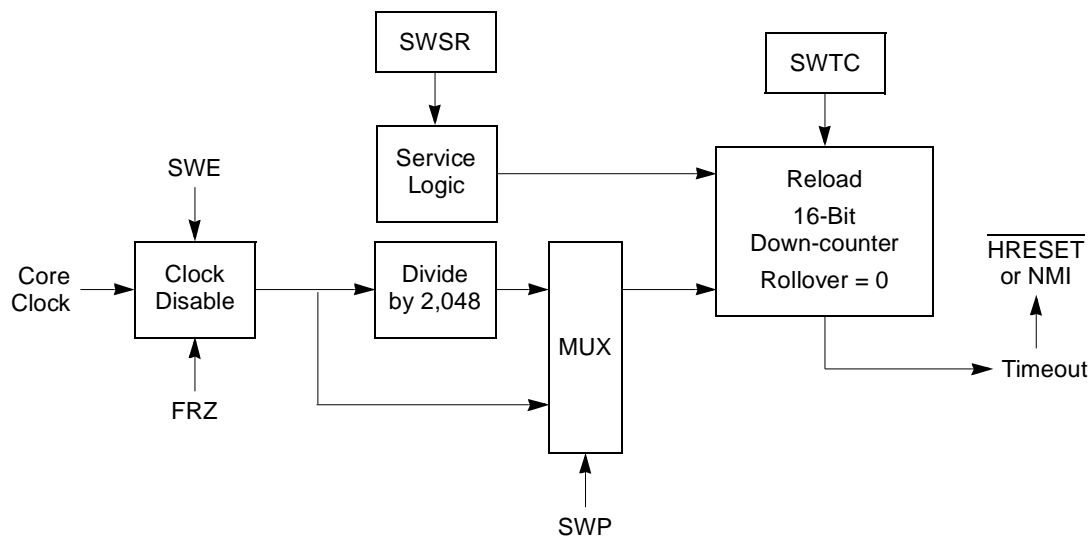 SWSR
SWTC
Service
Logic
SWE
Reload
16-Bit
Down-counter
Rollover = 0
HRESET
or NMI
Core
Clock
Clock
Disable
Divide
by 2,048
MUX
Timeout
FRZ
SWP